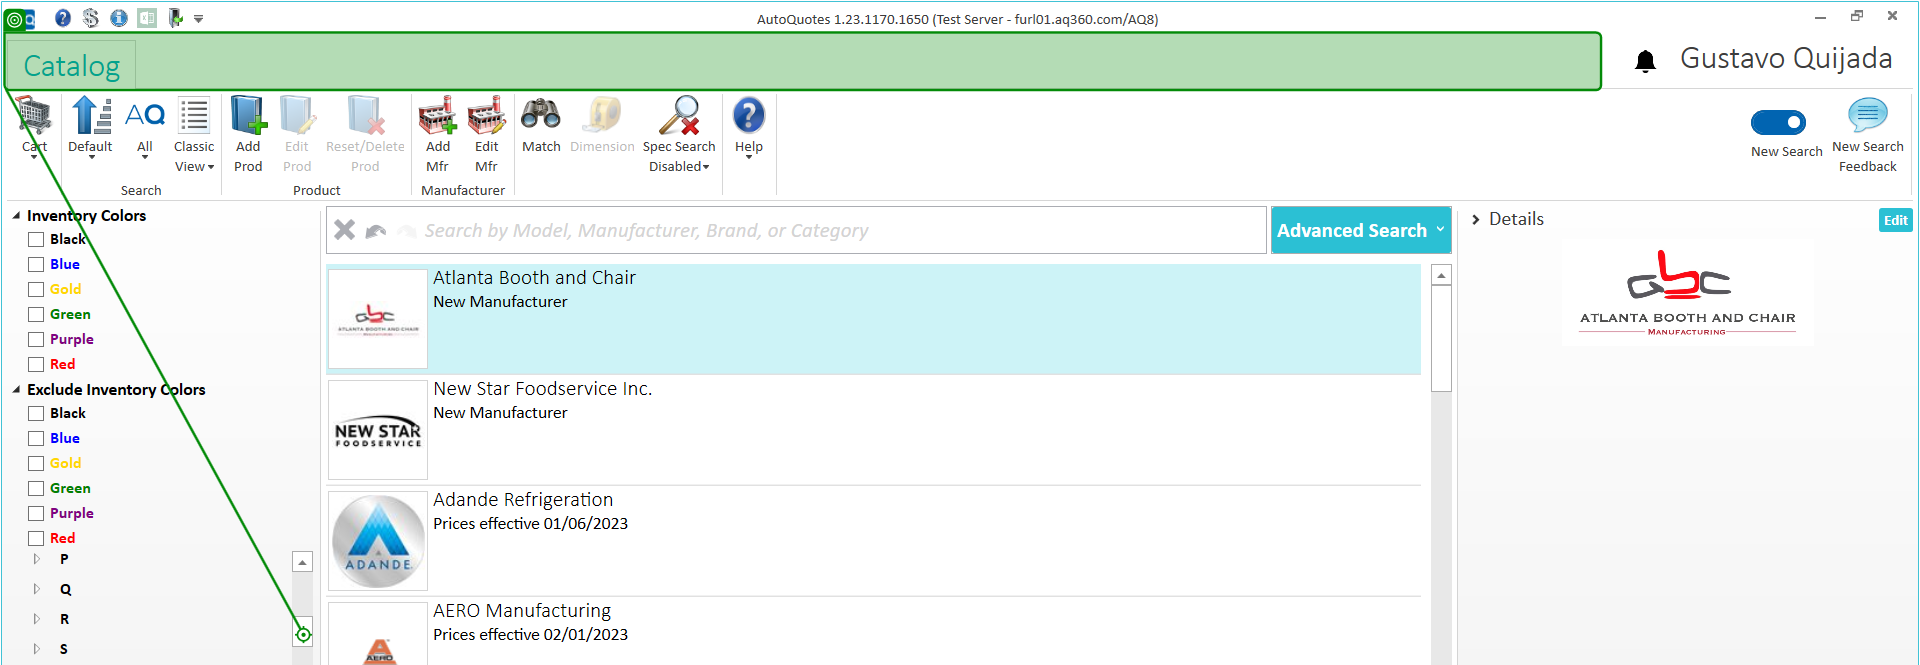 AutoQuotes 1.23.1170.1650 (Test Server - furl01.aq360.com/AQ8)
Catalog
Gustavo Quijada
Cart
Default
All
Classic
View
Search
Add
Prod
Edit
Prod
Reset/Delete
Prod
Product
Add
Mfr
Edit
Mfr
Manufacturer
Match
Dimension
Spec Search
Disabled
Help
New Search
New Search
Feedback
Inventory Colors
Black
Blue
Gold
Green
Purple
Red
Exclude Inventory Colors
Black
Blue
Gold
Green
Purple
Red
P
Q
R
S
Search by Model, Manufacturer, Brand, or Category
Advanced Search
Atlanta Booth and Chair
New Manufacturer
ATLANTA BOOTH AND CHAIR
New Star Foodservice Inc.
New Manufacturer
NEW STAR
FOODSERVICE
Adande Refrigeration
Prices effective 01/06/2023
ADANDE
AERO Manufacturing
Prices effective 02/01/2023
AERO
Details
Edit
abc
ATLANTA BOOTH AND CHAIR
MANUFACTURING